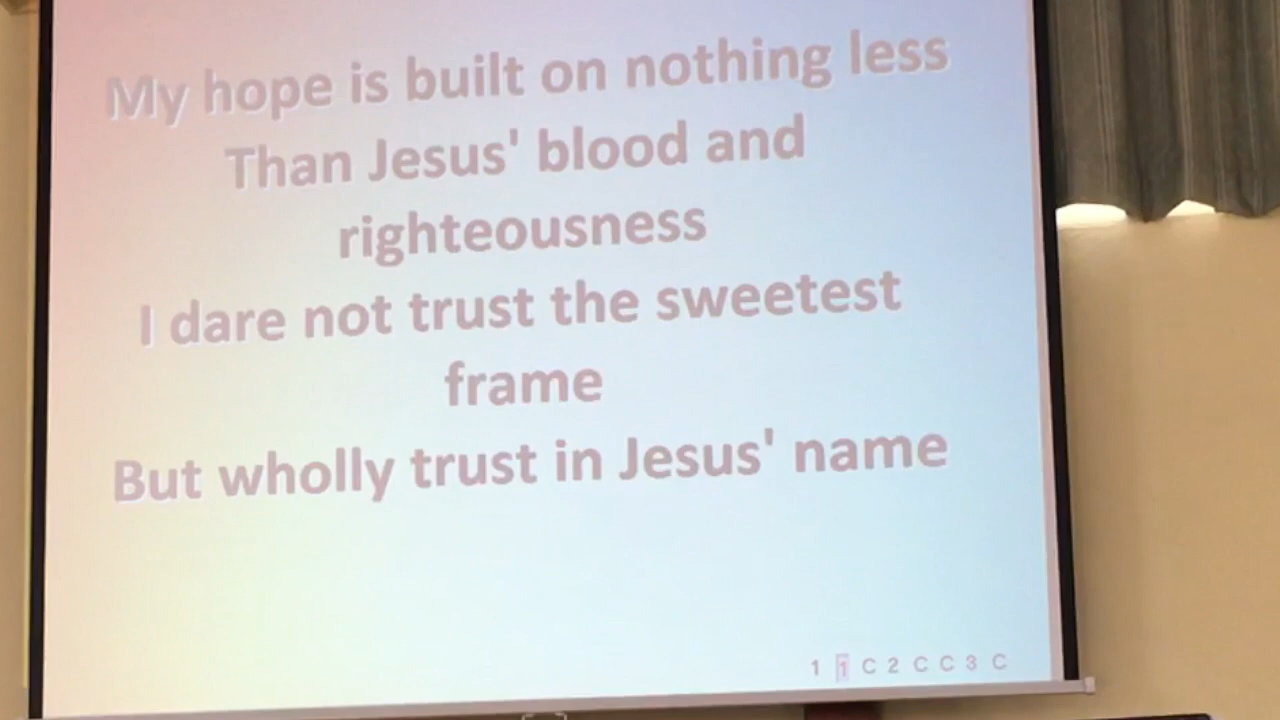 My hope is built on nothing less
Than Jesus' blood and
righteousness
I dare not trust the sweetest
frame
But wholly trust in Jesus' name
1 1 C 2 C C 3 C